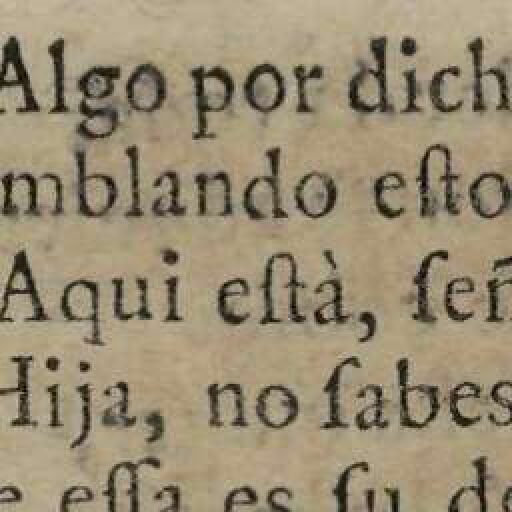 Algo por dich
mblando eſto
Aqui eſtà, ſeñ
Hija, no ſabes
e eſſa es ſu de